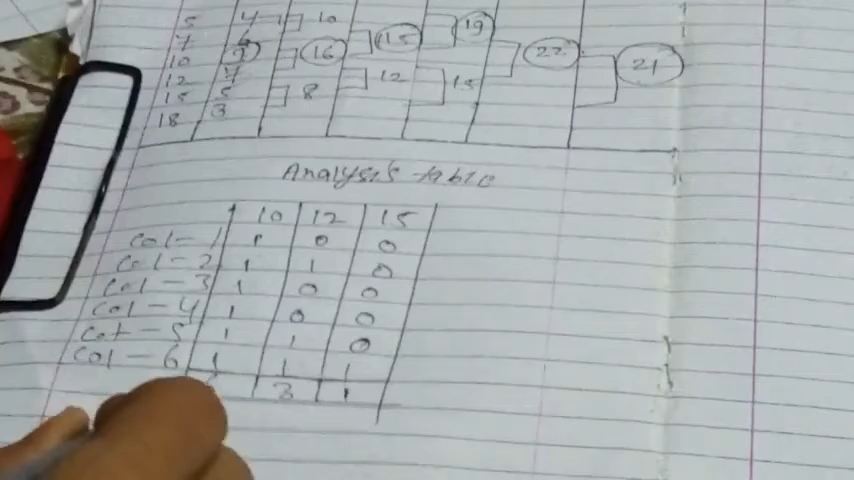 5 4 10 19
7 6 15
10 9 16 22 21
12 7 12 15
15 5 8
18 3
Analysis table
10 12 15
Col - 1 1 0 0
Col - 2 1 1 0
Col - 3 1 0 0
Col - 4 1 0 0
Col - 5 1 1 0
Col - 6 1 1 1
3 1